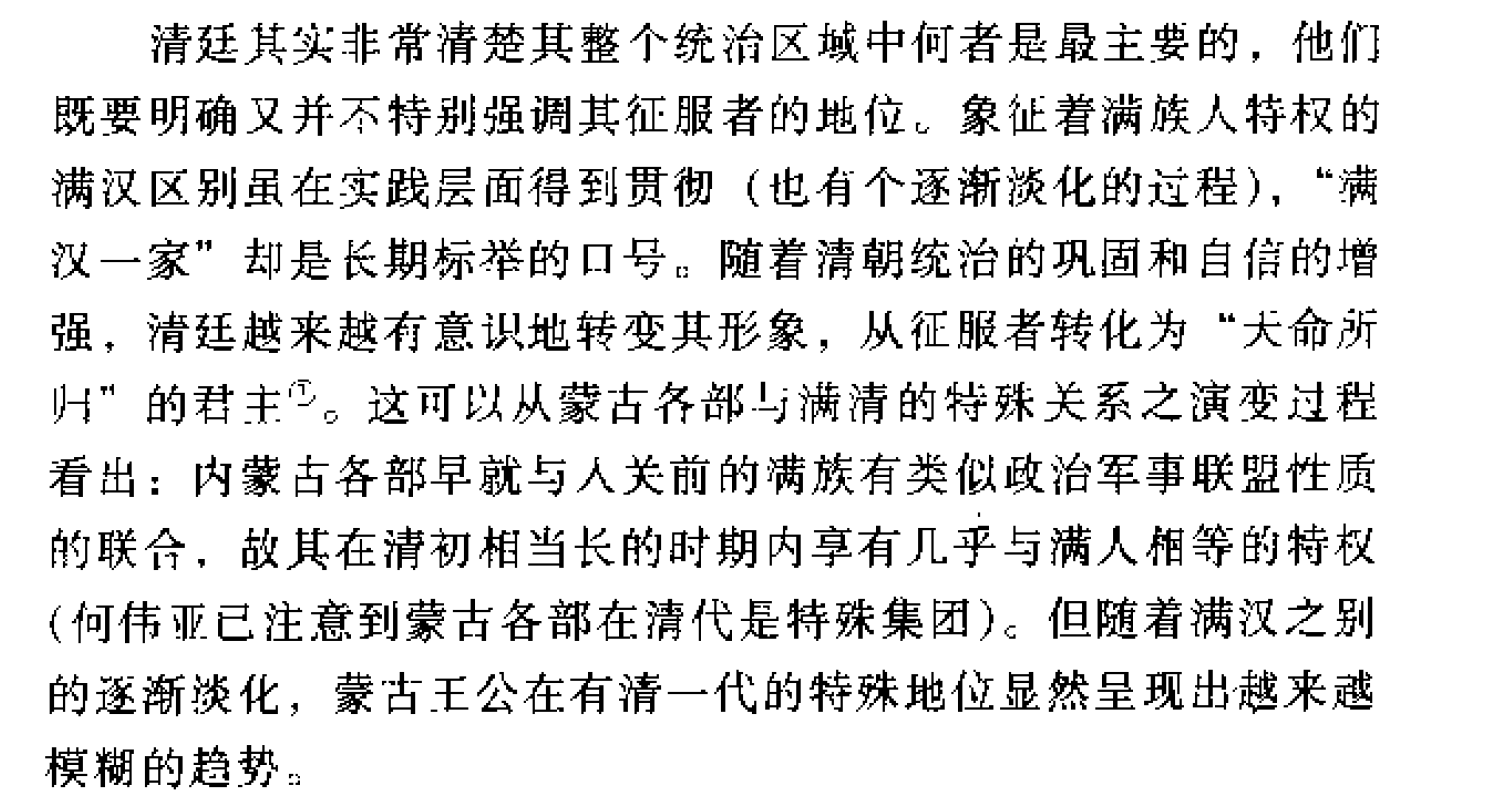 清廷其实非常清楚其整个统治区域中何者是最主要的，他们
既要明确又并不特别强调其征服者的地位。象征着满族人特权的
满汉区别虽在实践层面得到贯彻（也有个逐渐淡化的过程），“满
汉一家”却是长期标举的口号。随着清朝统治的巩固和自信的增
强，清廷越来越有意识地转变其形象，从征服者转化为“天命所
归”的君主①。这可以从蒙古各部与满清的特殊关系之演变过程
看出：内蒙古各部早就与入关前的满族有类似政治军事联盟性质
的联合，故其在清初相当长的时期内享有几乎与满人相等的特权
（何伟亚已注意到蒙古各部在清代是特殊集团）。但随着满汉之别
的逐渐淡化，蒙古王公在有清一代的特殊地位显然呈现出越来越
模糊的趋势。